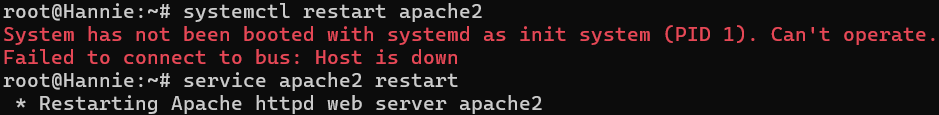 root@Hannie:~# systemctl restart apache2
System has not been booted with systemd as init system (PID 1). Can't operate.
Failed to connect to bus: Host is down
root@Hannie:~# service apache2 restart
 * Restarting Apache httpd web server apache2